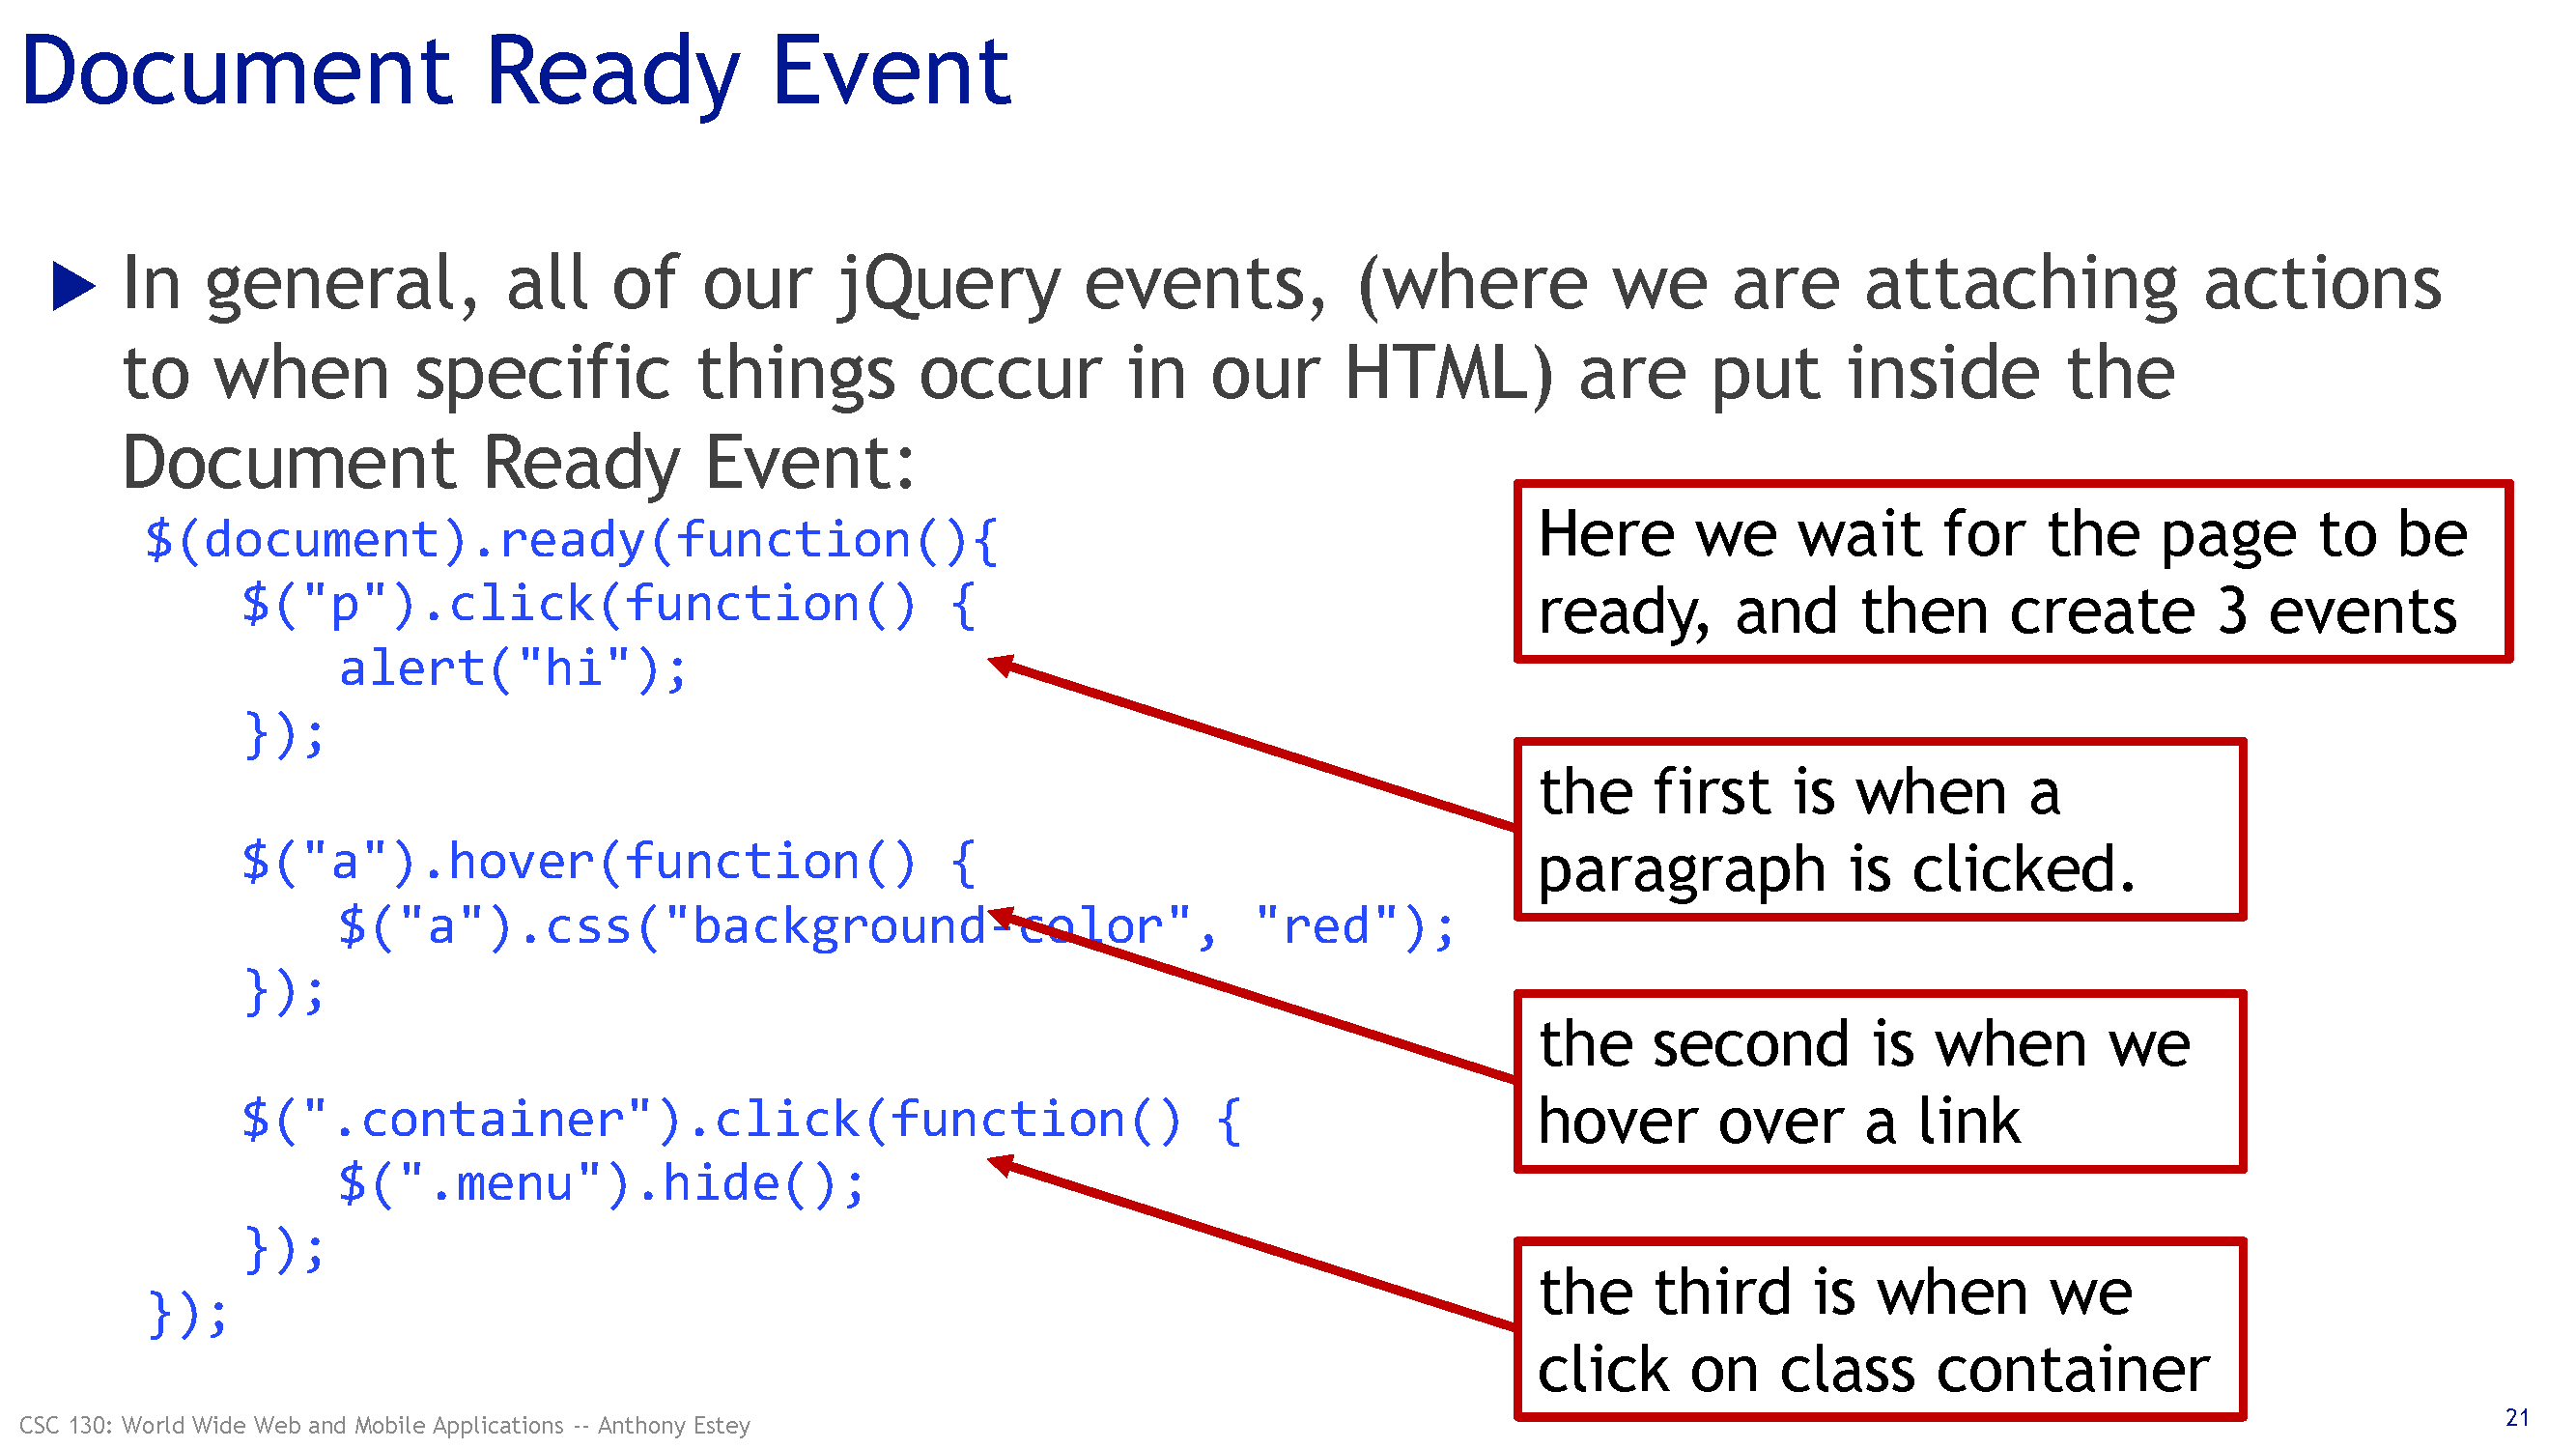 Document Ready Event
In general, all of our jQuery events, (where we are attaching actions
to when specific things occur in our HTML) are put inside the
Document Ready Event:
$(document).ready(function(){
$("p").click(function() {
alert("hi");
});
$("a").hover(function() {
$("a").css("background-color", "red");
});
$(".container").click(function() {
$(".menu").hide();
});
});
Here we wait for the page to be
ready, and then create 3 events
the first is when a
paragraph is clicked.
the second is when we
hover over a link
the third is when we
click on class container
CSC 130: World Wide Web and Mobile Applications -- Anthony Estey
21